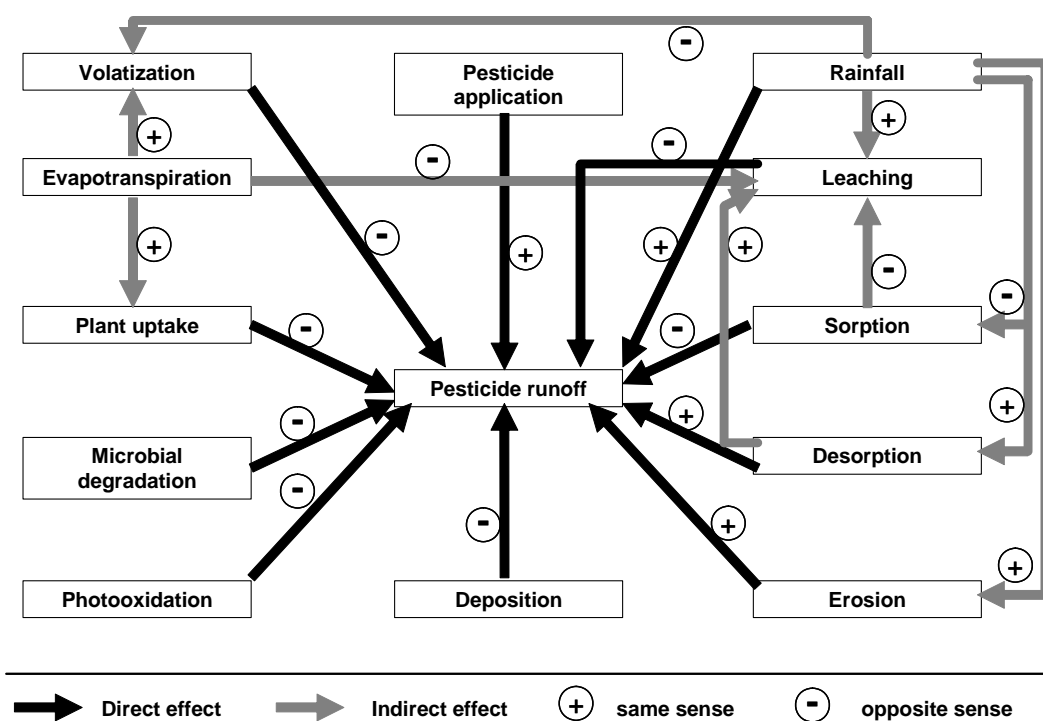 -
Volatization
Pesticide
application
Rainfall
+
+
Evapotranspiration
-
-
Leaching
+
-
+
+
+
-
Plant uptake
-
-
Sorption
-
Pesticide runoff
Microbial
degradation
-
+
Desorption
+
-
-
+
+
Photooxidation
Deposition
Erosion
Direct effect
Indirect effect
+ same sense
- opposite sense